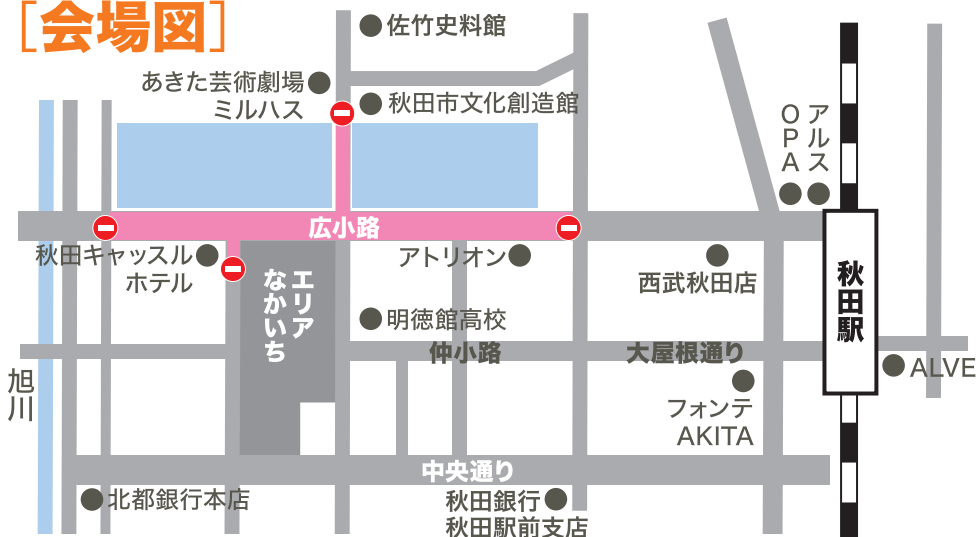 [会場図]
佐竹史料館
あきた芸術劇場
ミルハス
秋田市文化創造館
アルス
OPA
広小路
秋田キャッスル
ホテル
アトリオン
西武秋田店
秋田駅
エリア
なかいち
明徳館高校
仲小路
大屋根通り
ALVE
旭川
フォンテ
AKITA
中央通り
北都銀行本店
秋田銀行
秋田駅前支店